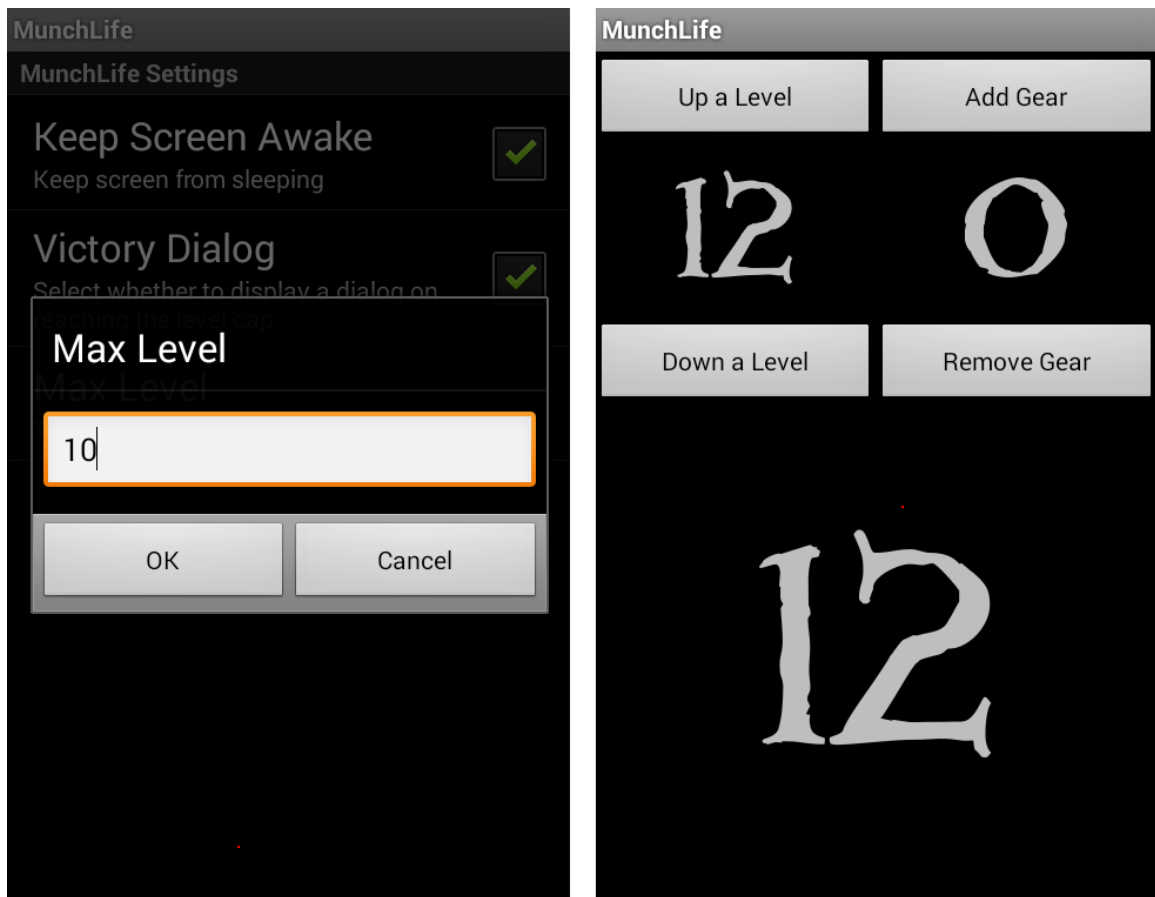 MunchLife
MunchLife Settings
Keep Screen Awake
Keep screen from sleeping
Victory Dialog
Select whether to display a dialog on
reaching the level cap
Max Level
Max Level
10
OK Cancel
MunchLife
Up a Level Add Gear
12 0
Down a Level Remove Gear
12